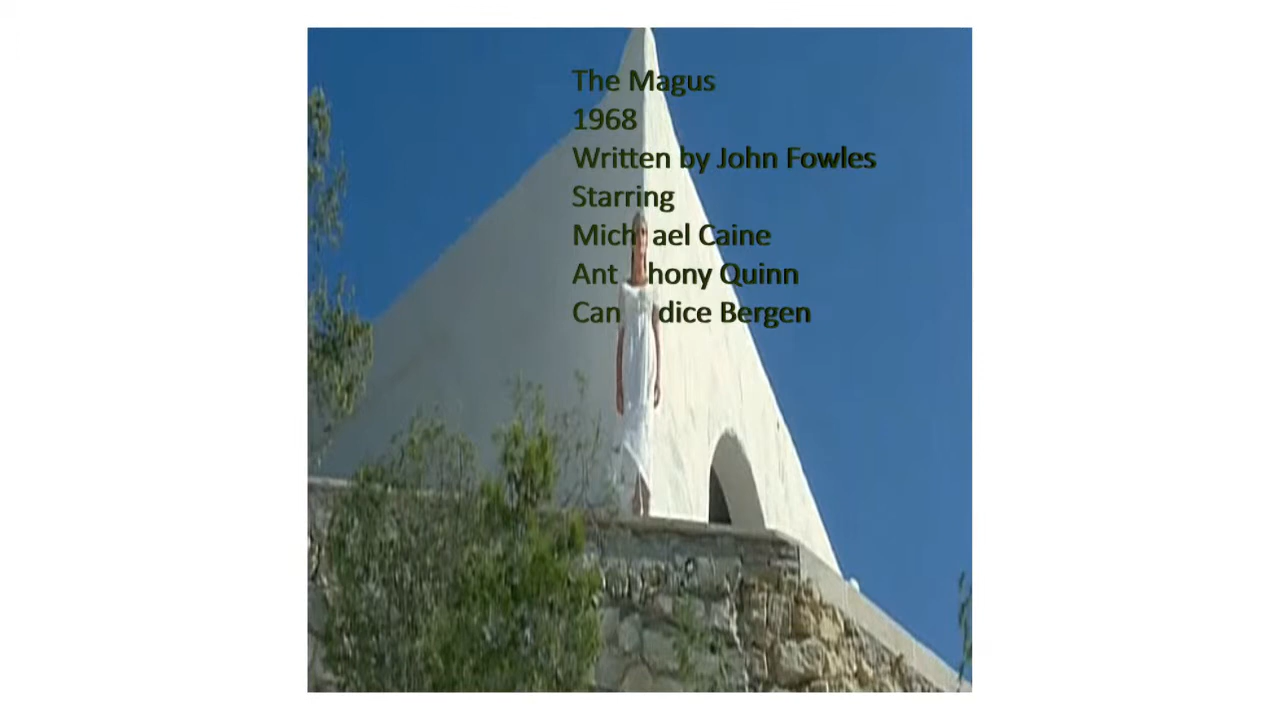 The Magus
1968
Written by John Fowles
Starring
Michael Caine
Anthony Quinn
Candice Bergen